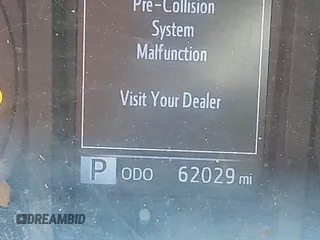 Pre-Collision
System
Malfunction
Visit Your Dealer
P ODO 62029 mi
DREAMBID